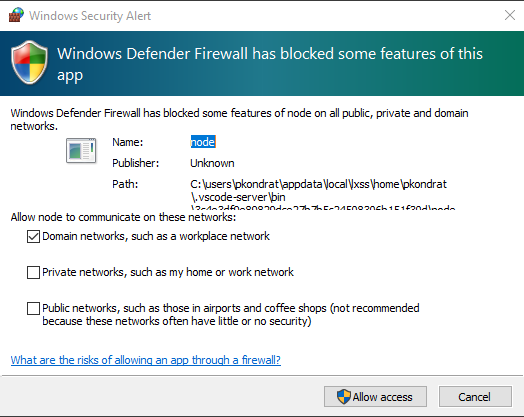 Windows Security Alert
Windows Defender Firewall has blocked some features of this
app
Windows Defender Firewall has blocked some features of node on all public, private and domain
networks.
Name: node
Publisher: Unknown
Path: C:\users\pkondrat\appdata\local\lxss\home\pkondrat
\.vscode-server\bin
Allow node to communicate on these networks:
Domain networks, such as a workplace network
Private networks, such as my home or work network
Public networks, such as those in airports and coffee shops (not recommended
because these networks often have little or no security)
What are the risks of allowing an app through a firewall?
Allow access
Cancel